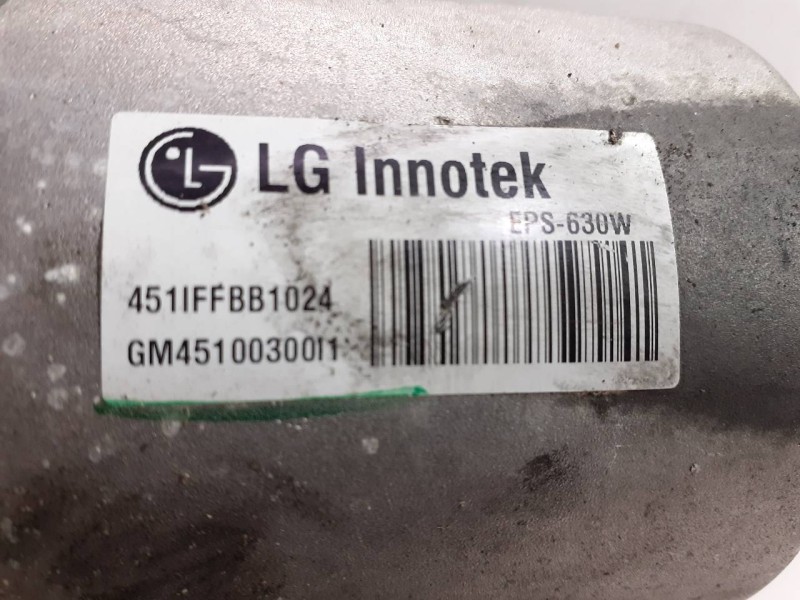 LG Innotek
EPS-630W
451IFFBB1024
GM45100300I1